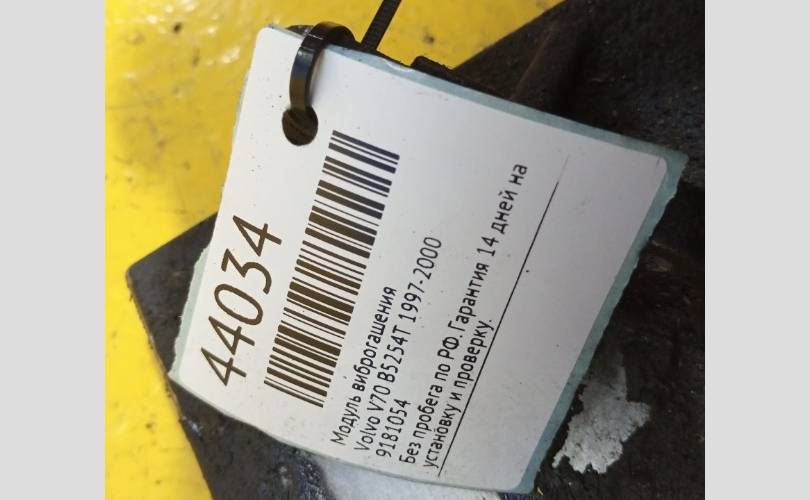 44034
Модуль виброгашения
Volvo V70 B5254T 1997-2000
9181054
Без пробега по РФ. Гарантия 14 дней на
установку и проверку.